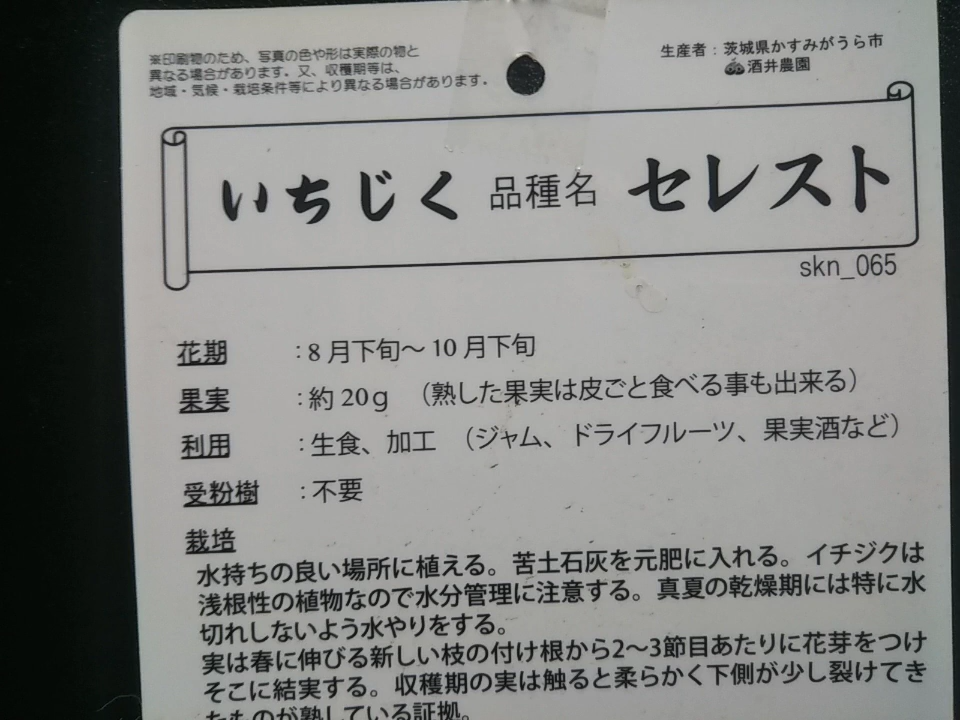 ※印刷物のため、写真の色や形は実際の物と
異なる場合があります。又、収穫期等は、
地域・気候・栽培条件等により異なる場合があります。
生産者：茨城県かすみがうら市
酒井農園
いちじく 品種名 セレスト
skn_065
花期 ：8月下旬～10月下旬
果実 ：約20g （熟した果実は皮ごと食べる事も出来る）
利用 ：生食、加工 （ジャム、ドライフルーツ、果実酒など）
受粉樹 ：不要
栽培
水持ちの良い場所に植える。苦土石灰を元肥に入れる。イチジクは
浅根性の植物なので水分管理に注意する。真夏の乾燥期には特に水
切れしないよう水やりをする。
実は春に伸びる新しい枝の付け根から2～3節目あたりに花芽をつけ
そこに結実する。収穫期の実は触ると柔らかく下側が少し裂けてき
たものが熟している証拠。